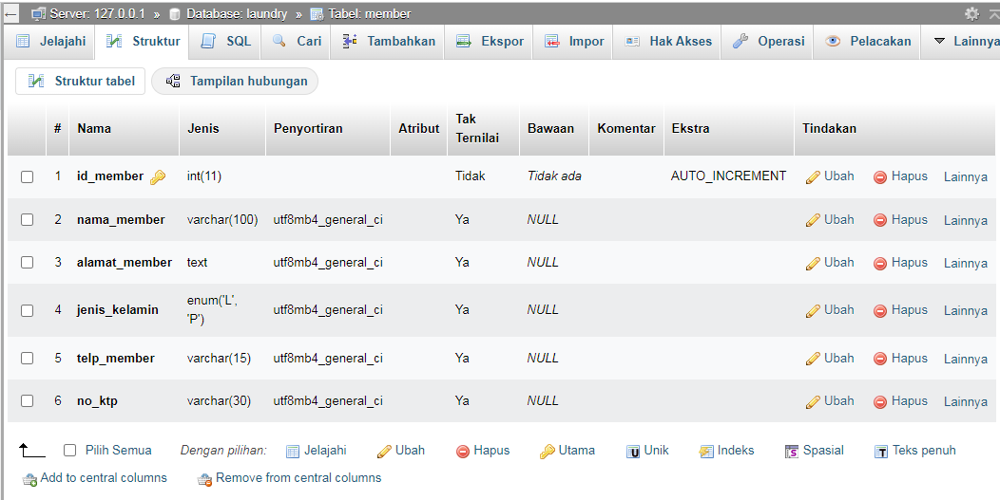 Server: 127.0.0.1 » Database: laundry » Tabel: member
Jelajahi Struktur SQL Cari Tambahkan Ekspor Impor Hak Akses Operasi Pelacakan Lainnya
Struktur tabel Tampilan hubungan
# Nama Jenis Penyortiran Atribut Tak Ternilai Bawaan Komentar Ekstra Tindakan
1 id_member int(11) Tidak Tidak ada AUTO_INCREMENT Ubah Hapus Lainnya
2 nama_member varchar(100) utf8mb4_general_ci Ya NULL Ubah Hapus Lainnya
3 alamat_member text utf8mb4_general_ci Ya NULL Ubah Hapus Lainnya
4 jenis_kelamin enum('L', 'P') utf8mb4_general_ci Ya NULL Ubah Hapus Lainnya
5 telp_member varchar(15) utf8mb4_general_ci Ya NULL Ubah Hapus Lainnya
6 no_ktp varchar(30) utf8mb4_general_ci Ya NULL Ubah Hapus Lainnya
Pilih Semua Dengan pilihan: Jelajahi Ubah Hapus Utama Unik Indeks Spasial Teks penuh
Add to central columns Remove from central columns